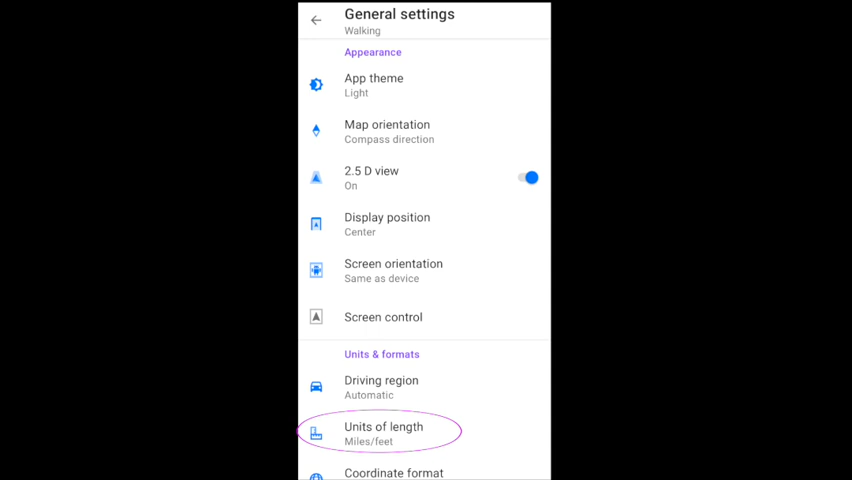 General settings
Walking
Appearance
App theme
Light
Map orientation
Compass direction
2.5 D view
On
Display position
Center
Screen orientation
Same as device
Screen control
Units & formats
Driving region
Automatic
Units of length
Miles/feet
Coordinate format